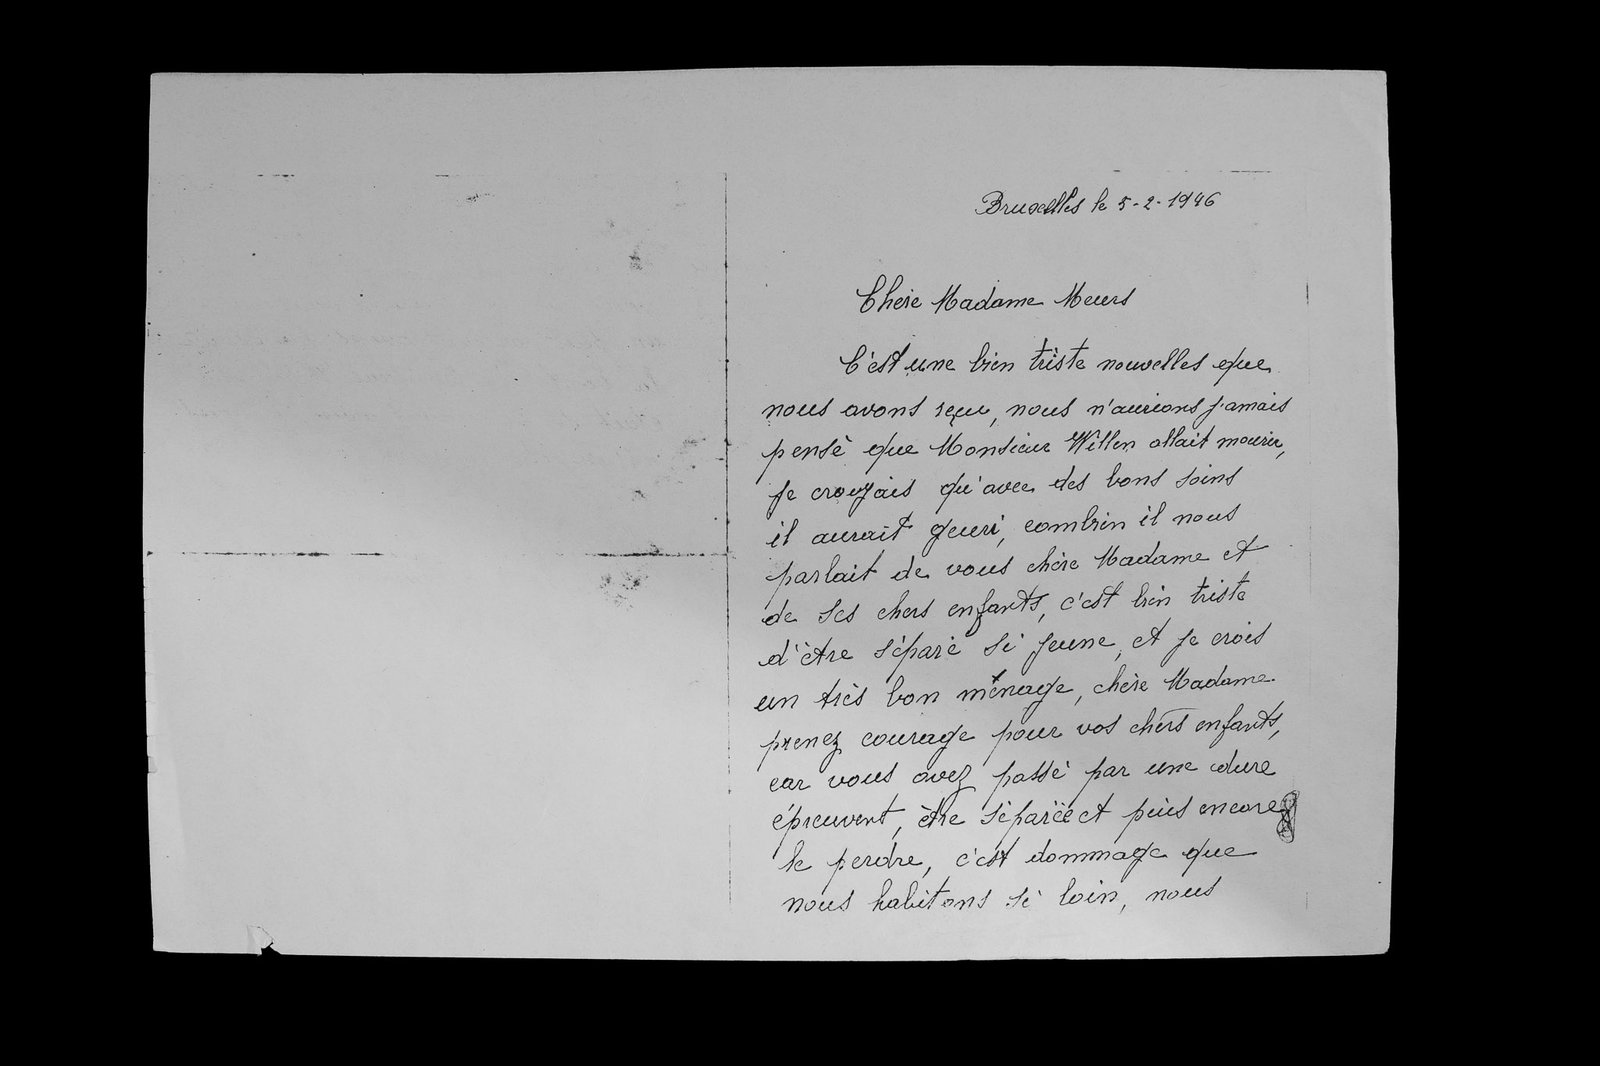 Bruxelles le 5-2-1946
Chère Madame Meurs
C'est une bien triste nouvelles que
nous avons reçu, nous n'aurions jamais
pensé que Monsieur Willem allait mourir,
je croyais qu'avec des bons soins
il aurait geuri, combien il nous
parlait de vous chère Madame et
de ses chers enfants, c'est bien triste
d'être séparé si jeune, et je crois
un très bon ménage, chère Madame
prenez courage pour vos chers enfants,
car vous avez passé par une dure
épreuvent, être séparée et puis encore
le perdre, c'est dommage que
nous habitons si loin, nous